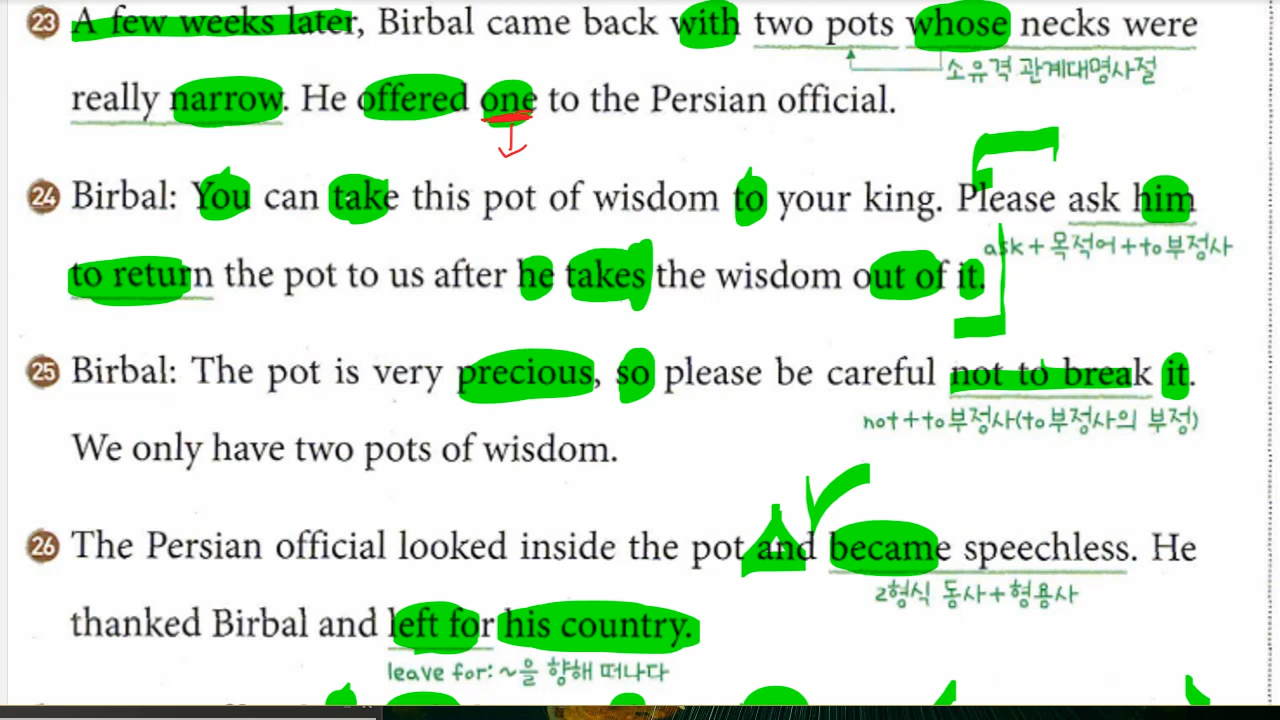 23 A few weeks later, Birbal came back with two pots whose necks were
소유격 관계대명사절
really narrow. He offered one to the Persian official.
24 Birbal: You can take this pot of wisdom to your king. Please ask him
ask+목적어+to부정사
to return the pot to us after he takes the wisdom out of it.
25 Birbal: The pot is very precious, so please be careful not to break it.
not+to부정사(to부정사의 부정)
We only have two pots of wisdom.
26 The Persian official looked inside the pot and became speechless. He
2형식 동사+형용사
thanked Birbal and left for his country.
leave for: ~을 향해 떠나다